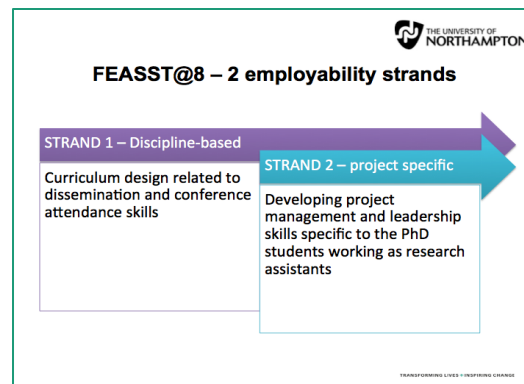 THE UNIVERSITY OF
NORTHAMPTON
FEASST@8 – 2 employability strands
STRAND 1 – Discipline-based
Curriculum design related to
dissemination and conference
attendance skills
STRAND 2 – project specific
Developing project
management and leadership
skills specific to the PhD
students working as research
assistants
TRANSFORMING LIVES • INSPIRING CHANGE